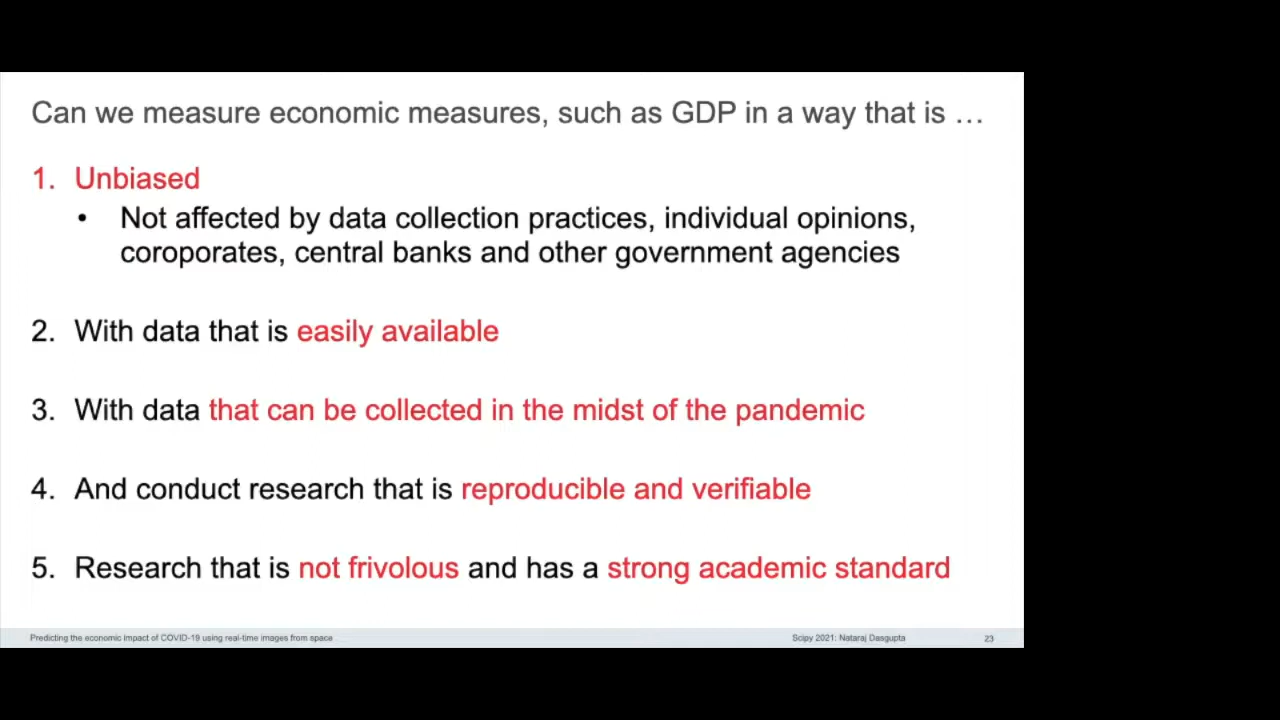 Can we measure economic measures, such as GDP in a way that is …
1. Unbiased
• Not affected by data collection practices, individual opinions,
coroporates, central banks and other government agencies
2. With data that is easily available
3. With data that can be collected in the midst of the pandemic
4. And conduct research that is reproducible and verifiable
5. Research that is not frivolous and has a strong academic standard
Predicting the economic impact of COVID-19 using real-time images from space
Scipy 2021: Nataraj Dasgupta
23